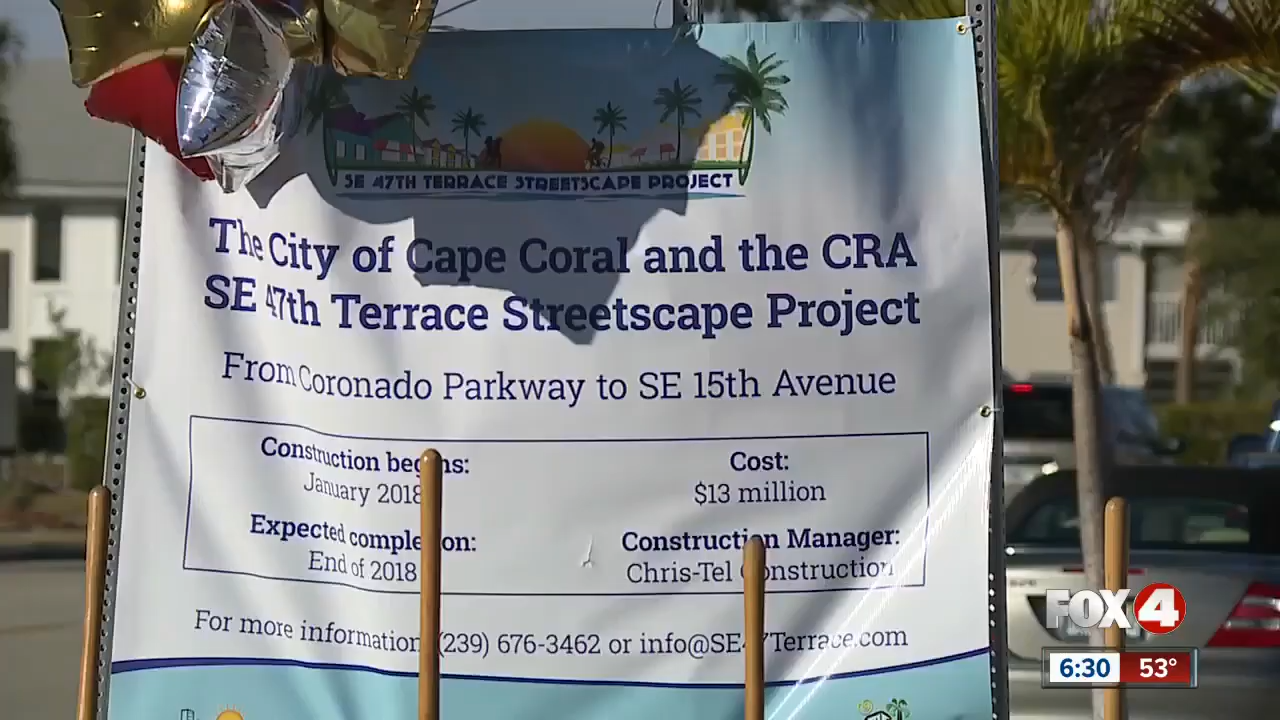 SE 47TH TERRACE STREETSCAPE PROJECT
The City of Cape Coral and the CRA
SE 47th Terrace Streetscape Project
From Coronado Parkway to SE 15th Avenue
Construction begins:
January 2018
Cost:
$13 million
Expected completion:
End of 2018
Construction Manager:
Chris-Tel Construction
For more information: (239) 676-3462 or info@SE47Terrace.com
FOX 4
6:30 53°